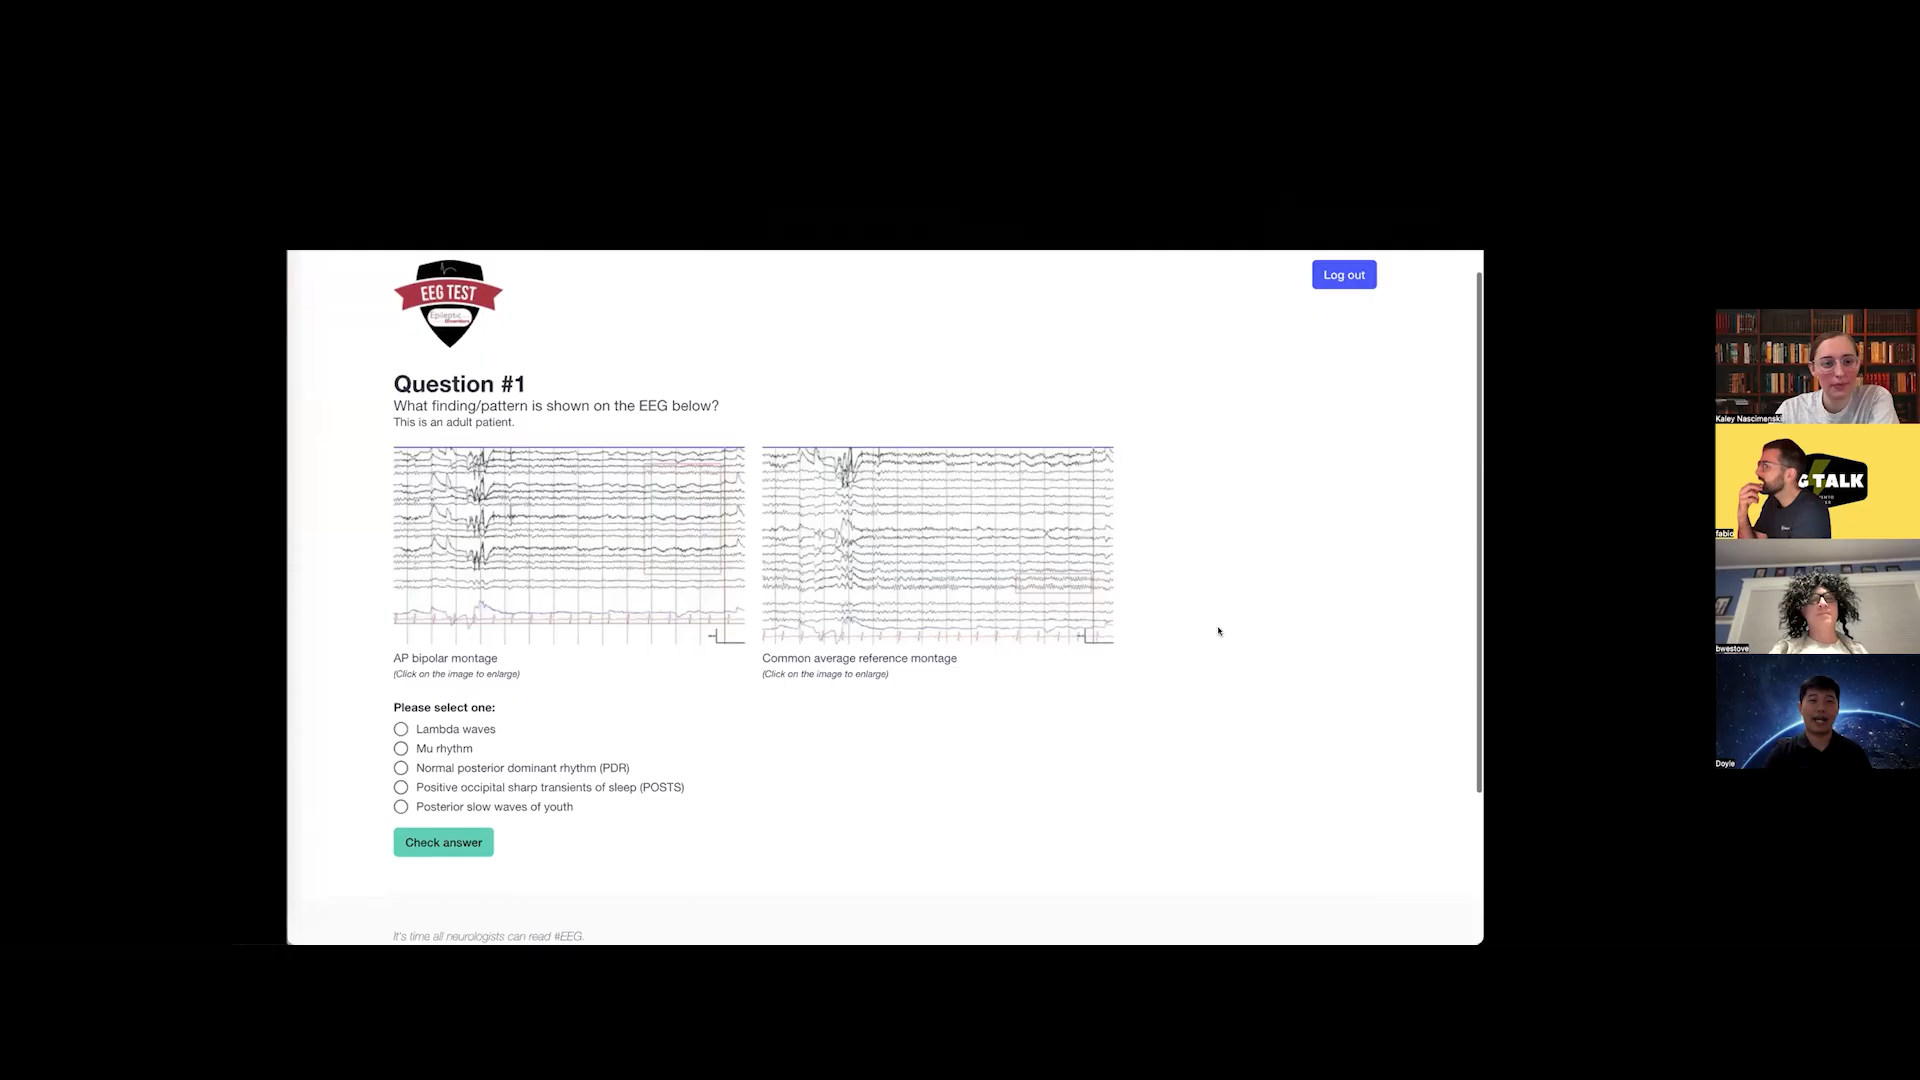 EEG TEST
Epileptic
Disorders
Log out
Question #1
What finding/pattern is shown on the EEG below?
This is an adult patient.
AP bipolar montage
(Click on the image to enlarge)
Common average reference montage
(Click on the image to enlarge)
Please select one:
Lambda waves
Mu rhythm
Normal posterior dominant rhythm (PDR)
Positive occipital sharp transients of sleep (POSTS)
Posterior slow waves of youth
Check answer
It's time all neurologists can read #EEG.
Kaley Nascimensk
G TALK
fabio
bwestove
Doyle